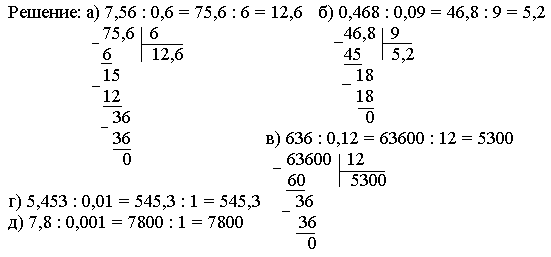 Решение: а) 7,56 : 0,6 = 75,6 : 6 = 12,6 б) 0,468 : 0,09 = 46,8 : 9 = 5,2
− 75,6 | 6
6 12,6
− 15
12
− 36
36
0
− 46,8 | 9
45 5,2
− 18
18
0
в) 636 : 0,12 = 63600 : 12 = 5300
− 63600 | 12
60 5300
− 36
36
0
г) 5,453 : 0,01 = 545,3 : 1 = 545,3
д) 7,8 : 0,001 = 7800 : 1 = 7800